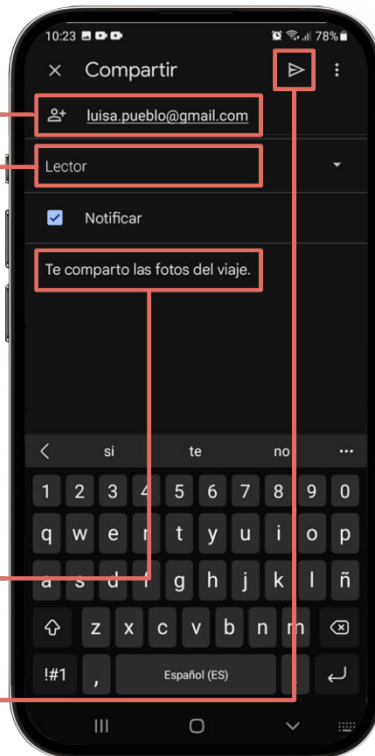 10:23 78%
Compartir
luisa.pueblo@gmail.com
Lector
Notificar
Te comparto las fotos del viaje.
si te no ...
1 2 3 4 5 6 7 8 9 0
q w e r t y u i o p
a s d f g h j k l ñ
z x c v b n m
!#1 , Español (ES) .